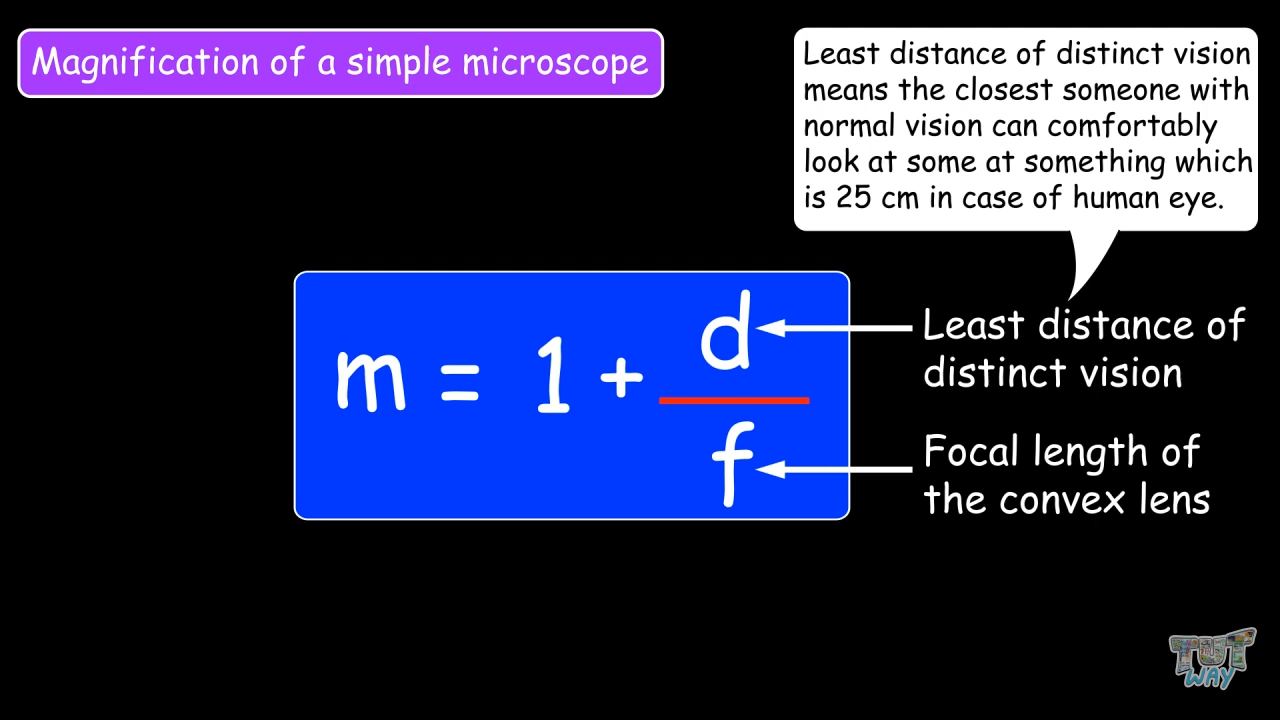 Magnification of a simple microscope
Least distance of distinct vision
means the closest someone with
normal vision can comfortably
look at some at something which
is 25 cm in case of human eye.
m = 1 + d/f
Least distance of
distinct vision
Focal length of
the convex lens
TUT
WAY